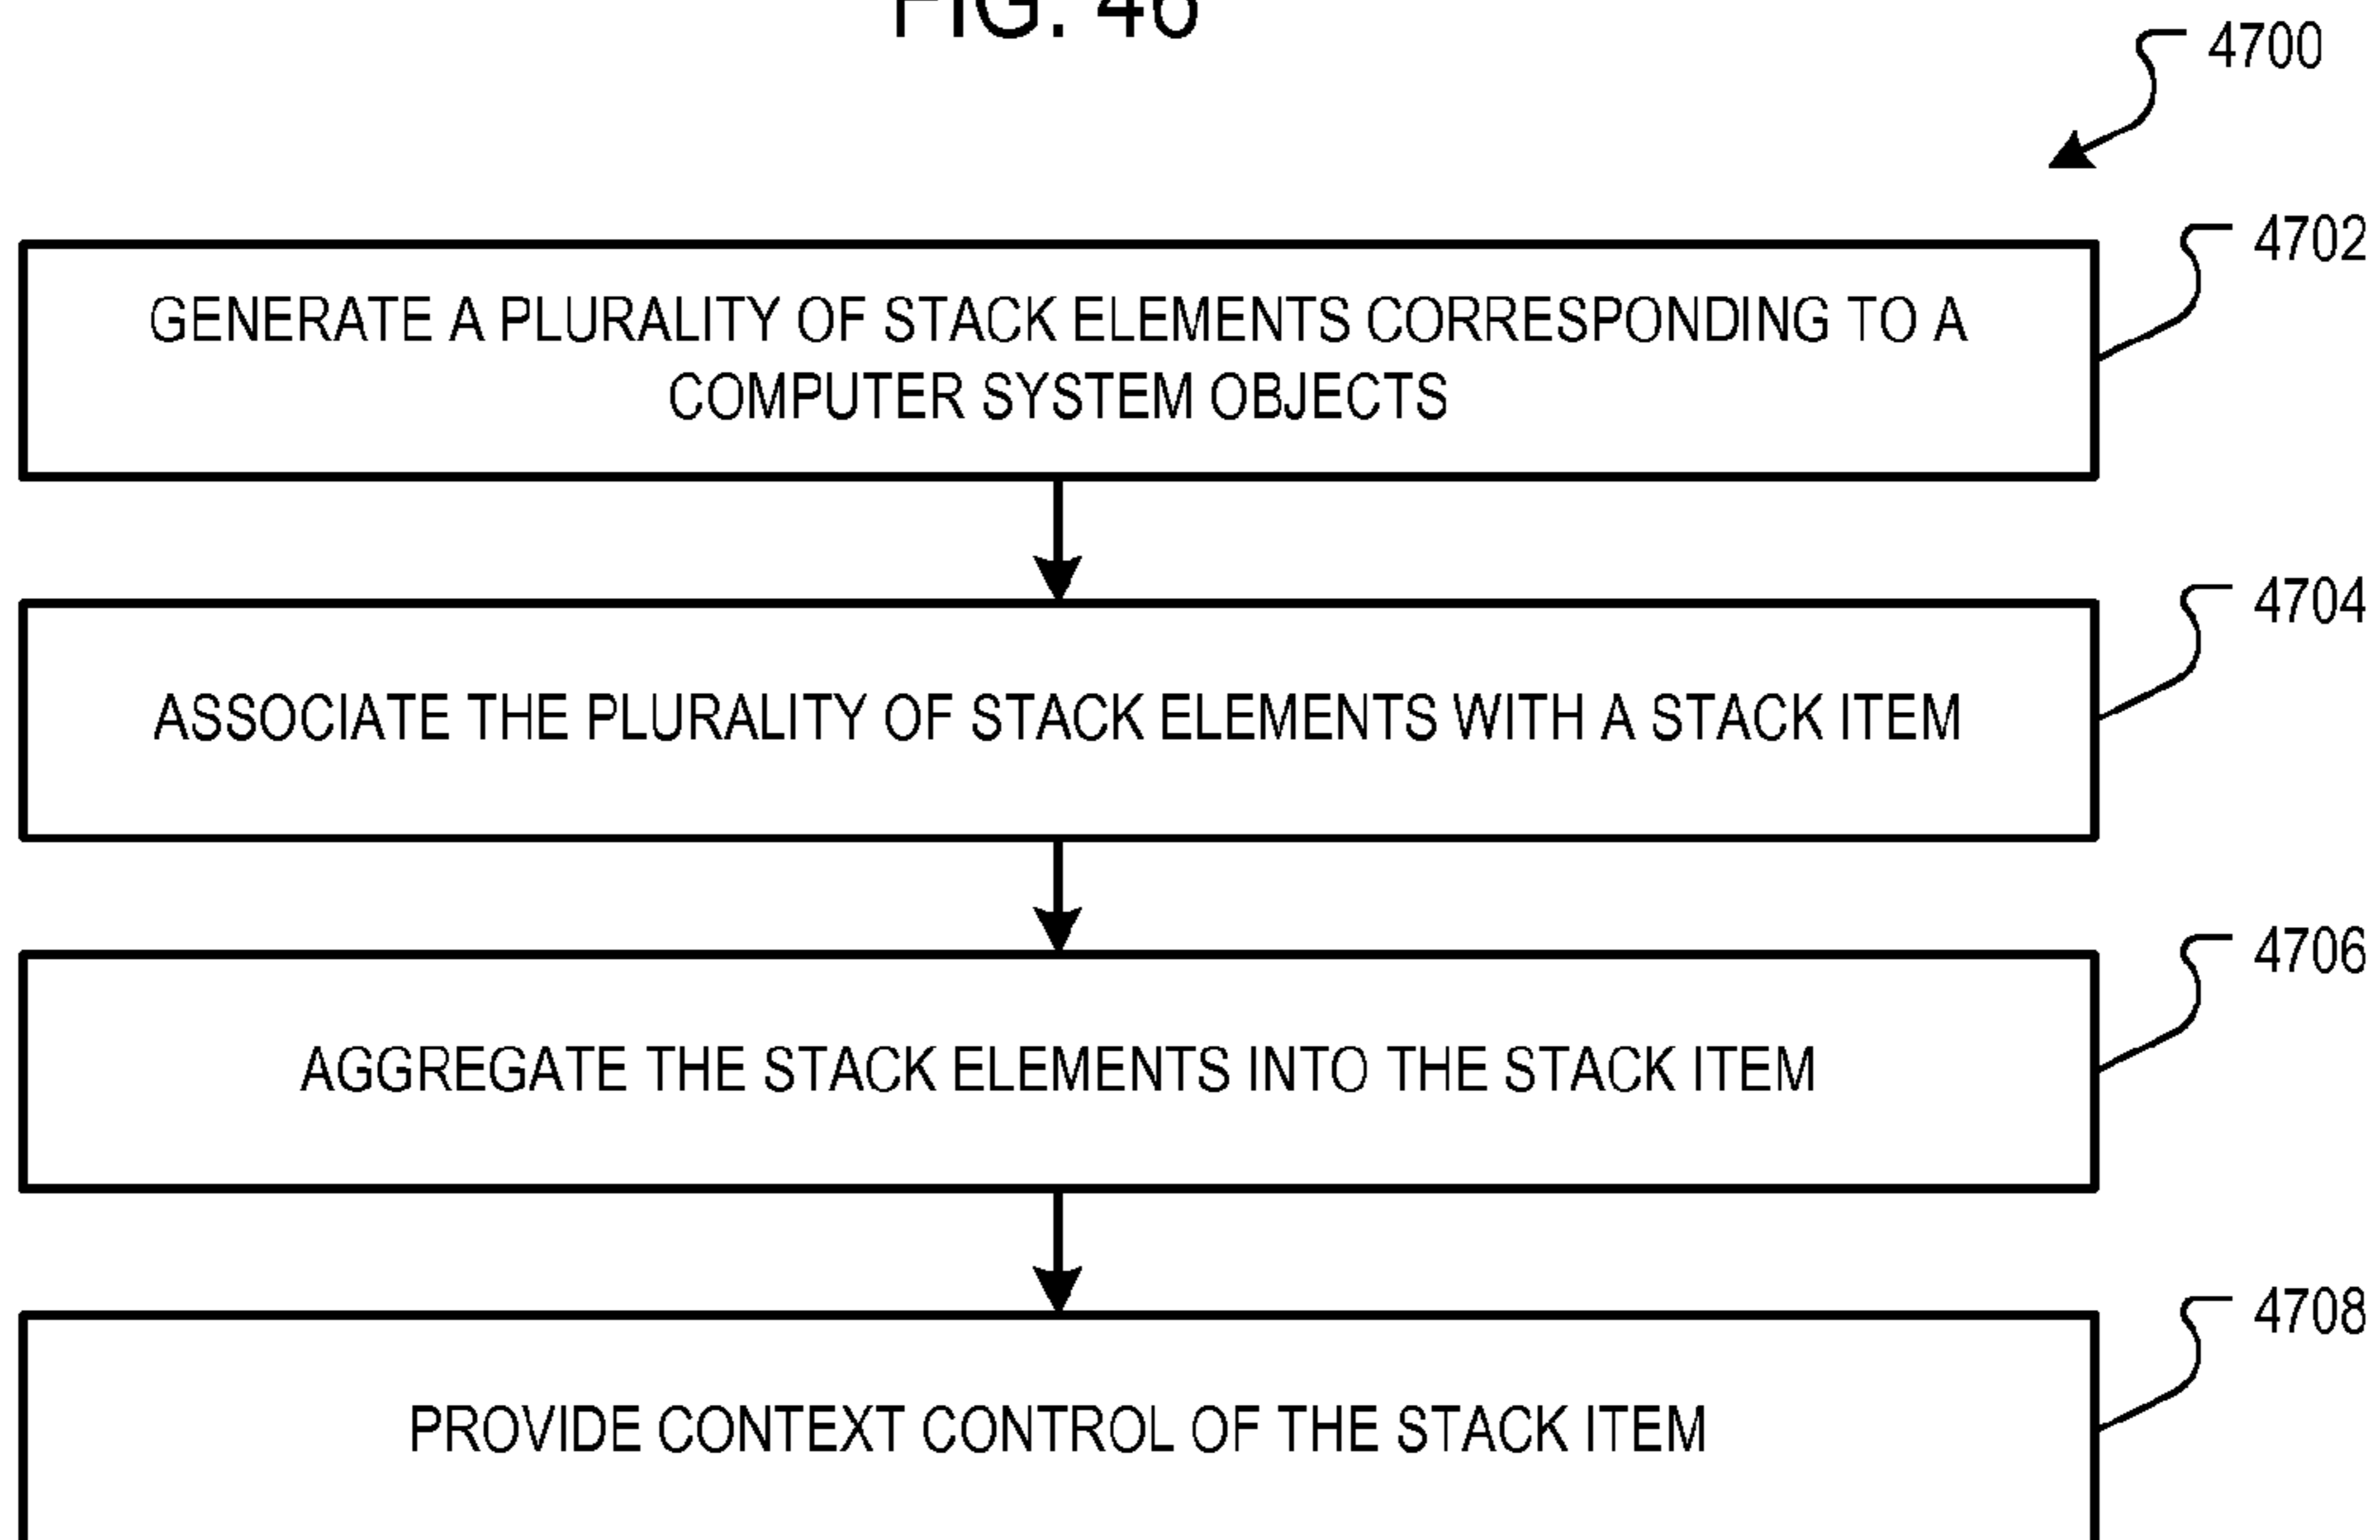 FIG. 46
4700
4702
GENERATE A PLURALITY OF STACK ELEMENTS CORRESPONDING TO A
COMPUTER SYSTEM OBJECTS
4704
ASSOCIATE THE PLURALITY OF STACK ELEMENTS WITH A STACK ITEM
4706
AGGREGATE THE STACK ELEMENTS INTO THE STACK ITEM
4708
PROVIDE CONTEXT CONTROL OF THE STACK ITEM